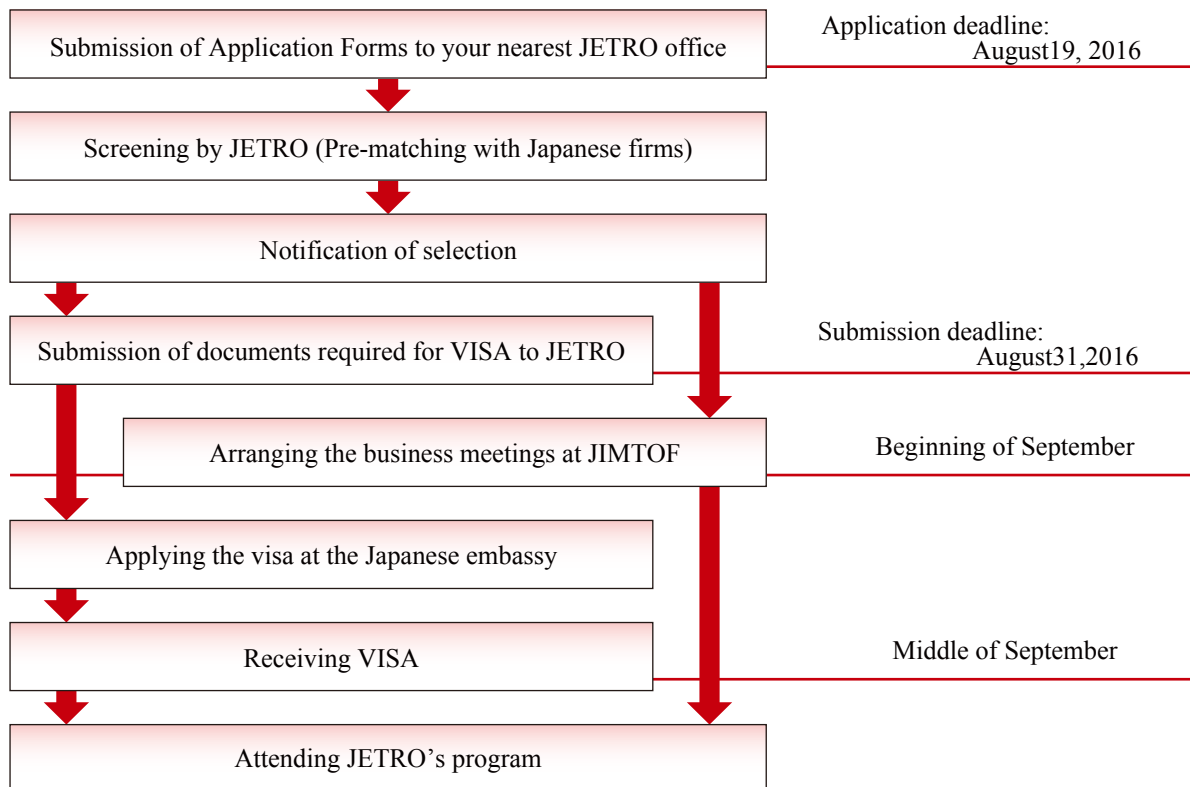 Submission of Application Forms to your nearest JETRO office
Application deadline:
August19, 2016
Screening by JETRO (Pre-matching with Japanese firms)
Notification of selection
Submission of documents required for VISA to JETRO
Submission deadline:
August31,2016
Arranging the business meetings at JIMTOF
Beginning of September
Applying the visa at the Japanese embassy
Receiving VISA
Middle of September
Attending JETRO’s program